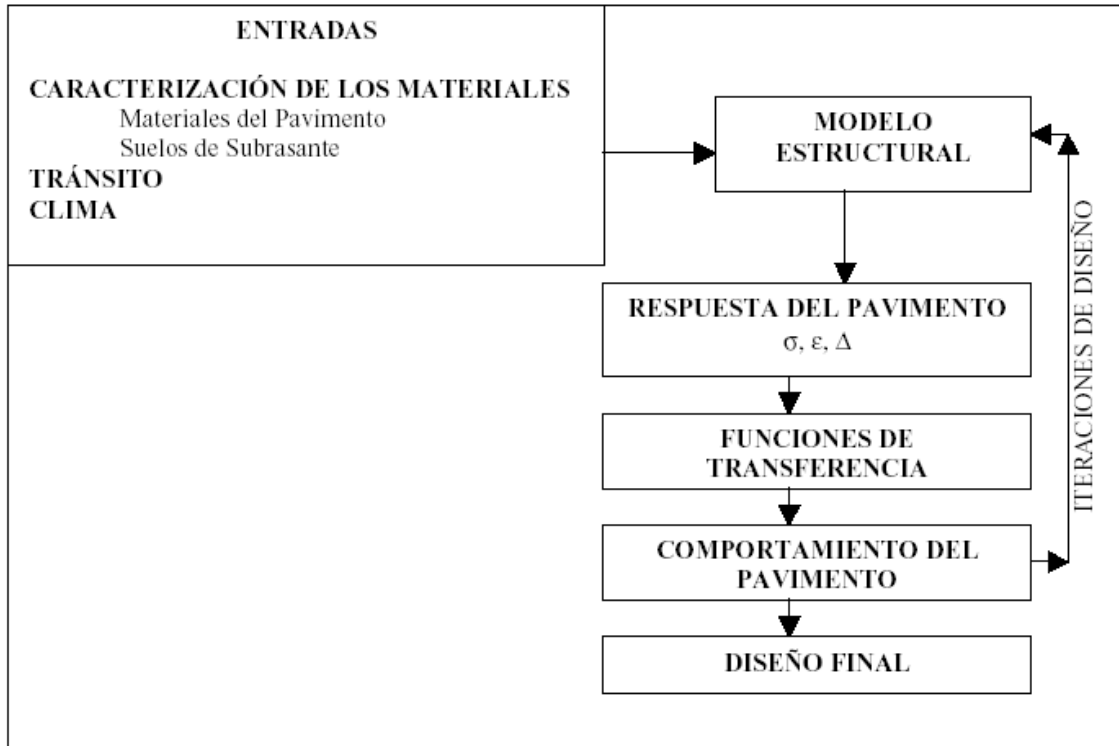 ENTRADAS
CARACTERIZACIÓN DE LOS MATERIALES
Materiales del Pavimento
Suelos de Subrasante
TRÁNSITO
CLIMA
MODELO
ESTRUCTURAL
RESPUESTA DEL PAVIMENTO
σ, ε, Δ
FUNCIONES DE
TRANSFERENCIA
COMPORTAMIENTO DEL
PAVIMENTO
DISEÑO FINAL
ITERACIONES DE DISEÑO